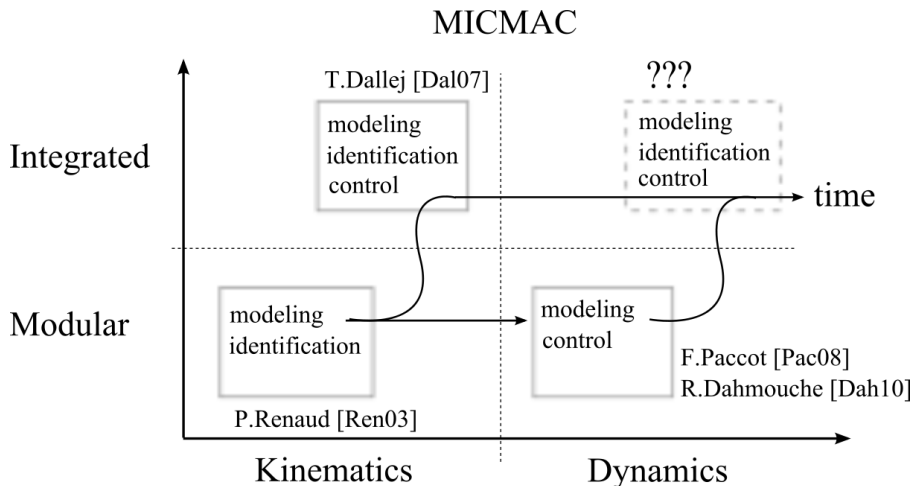 MICMAC
T.Dallej [Dal07]
???
Integrated
modeling
identification
control
modeling
identification
control
time
Modular
modeling
identification
modeling
control
P.Renaud [Ren03]
F.Paccot [Pac08]
R.Dahmouche [Dah10]
Kinematics
Dynamics